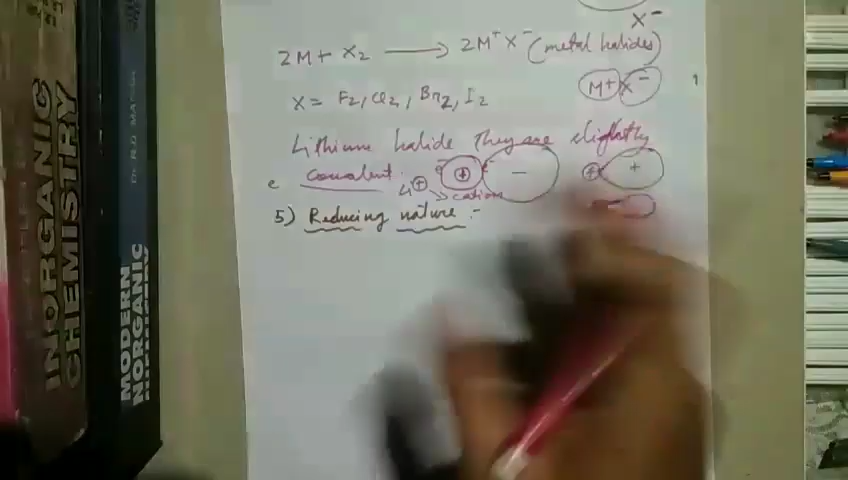 X⁻
2M + X₂ ⟶ 2M⁺X⁻ (metal halides)
M⁺X⁻
X = F₂, Cl₂, Br₂, I₂
Lithium halide They are slightly
covalent.
e
Li⊕ → cation
5) Reducing nature :-
INORGANIC
CHEMISTRY
MODERN
INORGANIC